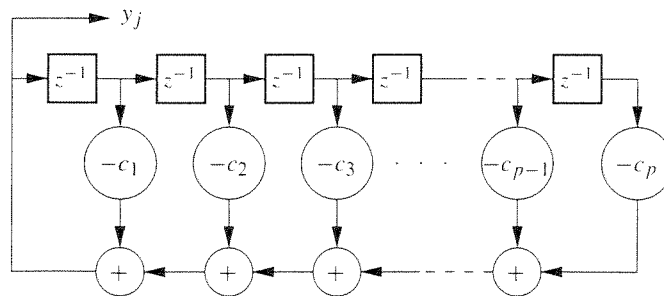 y_j
z^{-1} z^{-1} z^{-1} z^{-1} z^{-1}
-c_1 -c_2 -c_3 · · · -c_{p-1} -c_p
+ + + +